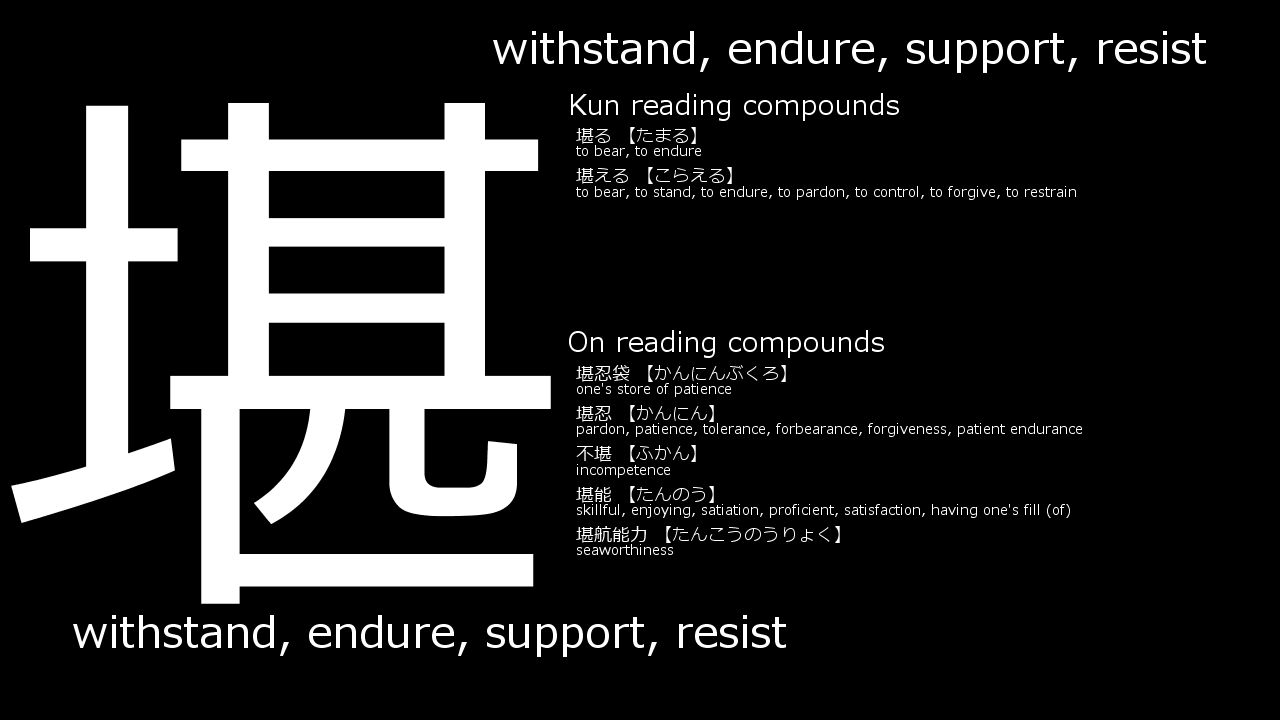 withstand, endure, support, resist
堪
Kun reading compounds
堪る 【たまる】
to bear, to endure
堪える 【こらえる】
to bear, to stand, to endure, to pardon, to control, to forgive, to restrain
On reading compounds
堪忍袋 【かんにんぶくろ】
one's store of patience
堪忍 【かんにん】
pardon, patience, tolerance, forbearance, forgiveness, patient endurance
不堪 【ふかん】
incompetence
堪能 【たんのう】
skillful, enjoying, satiation, proficient, satisfaction, having one's fill (of)
堪航能力 【たんこうのうりょく】
seaworthiness
withstand, endure, support, resist